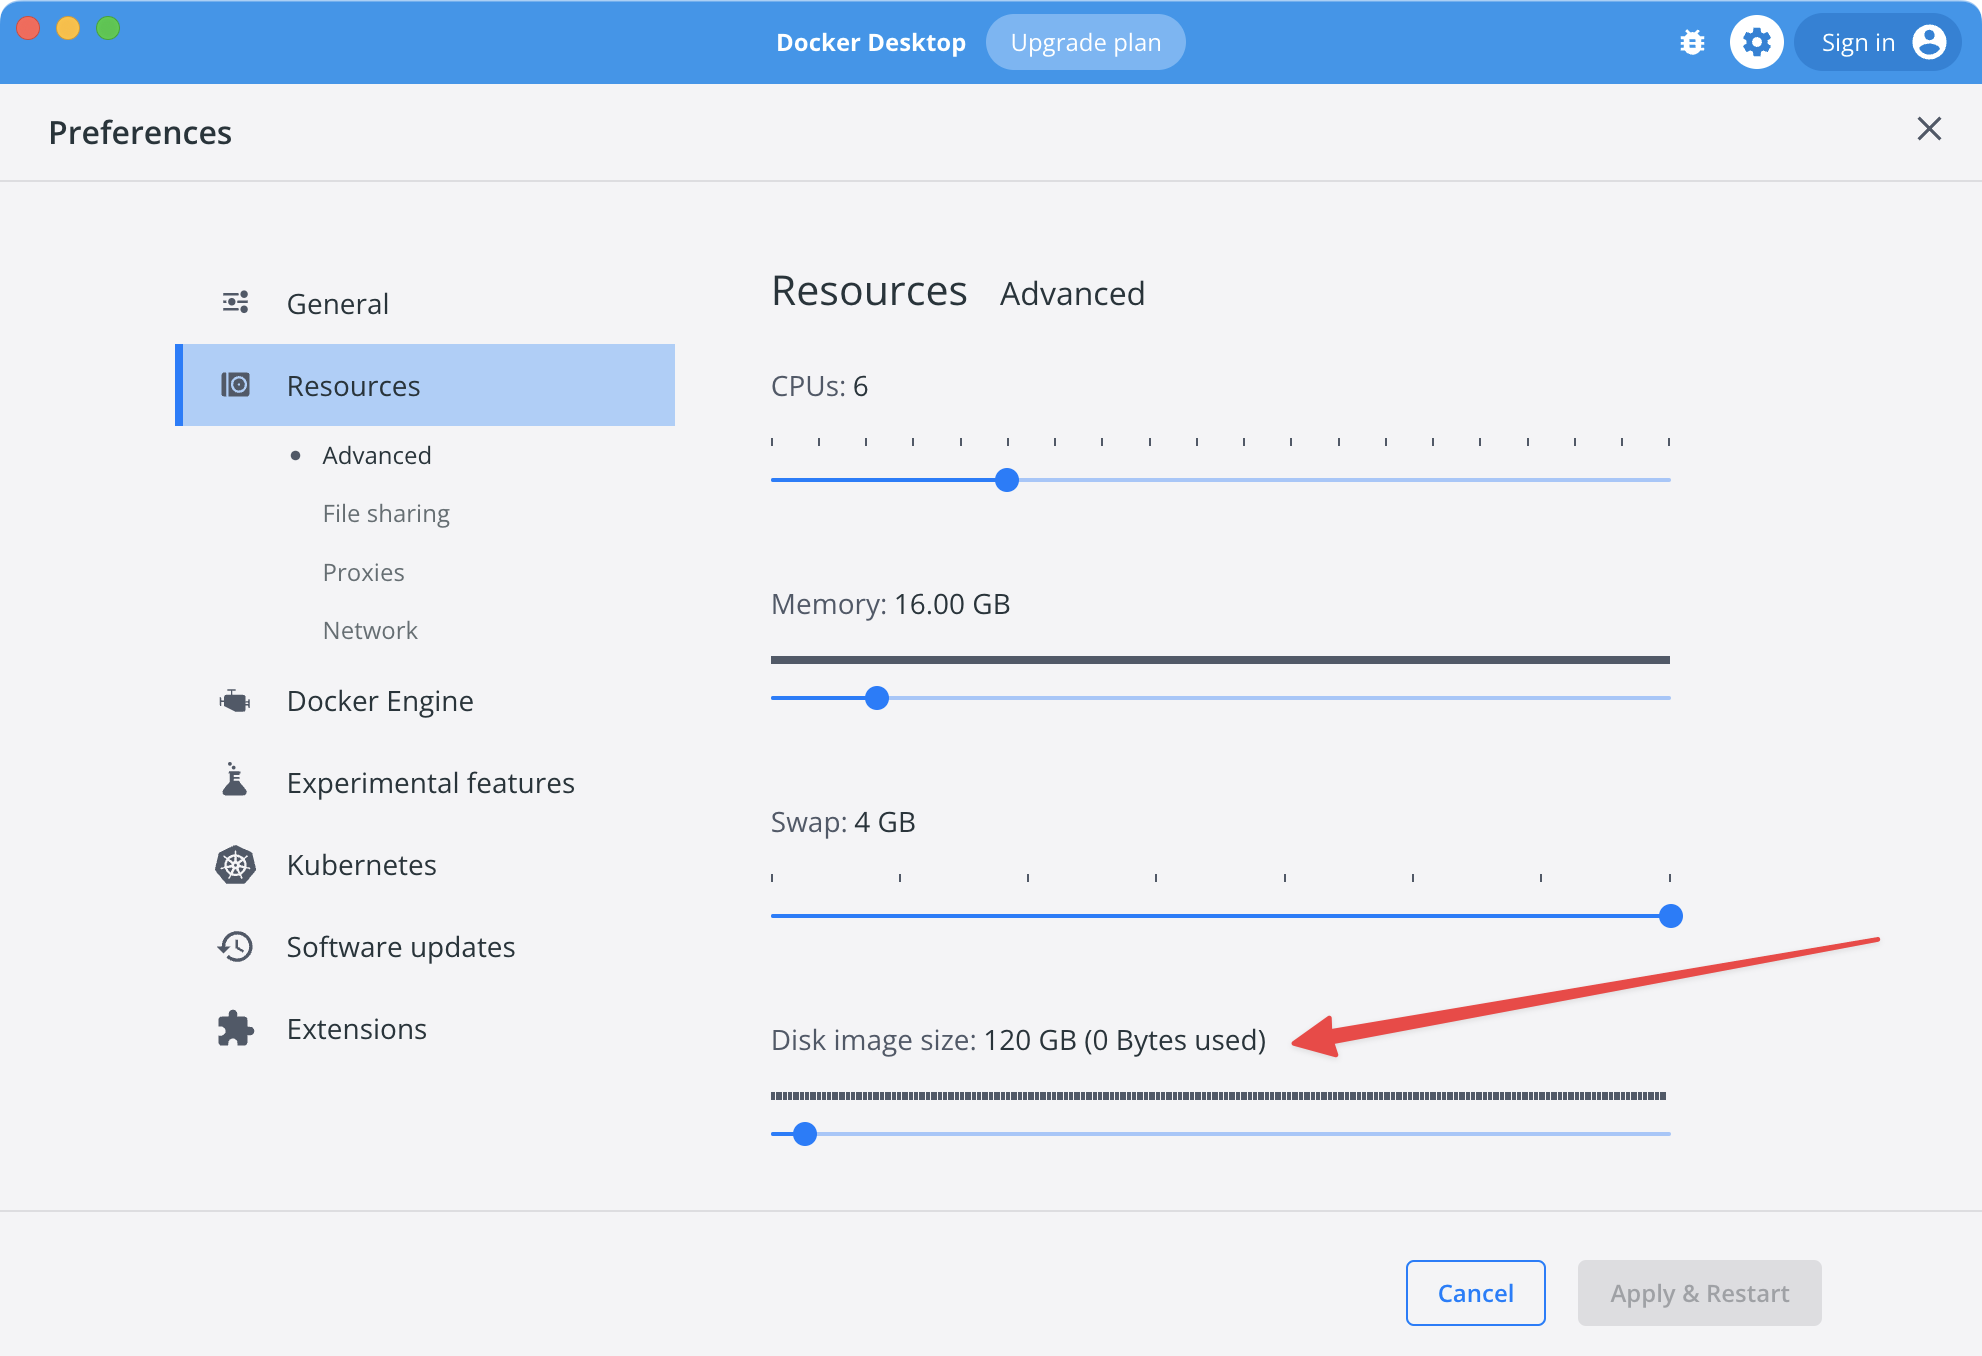 Docker Desktop
Upgrade plan
Sign in
Preferences
General
Resources
Advanced
File sharing
Proxies
Network
Docker Engine
Experimental features
Kubernetes
Software updates
Extensions
Resources Advanced
CPUs: 6
Memory: 16.00 GB
Swap: 4 GB
Disk image size: 120 GB (0 Bytes used)
Cancel
Apply & Restart